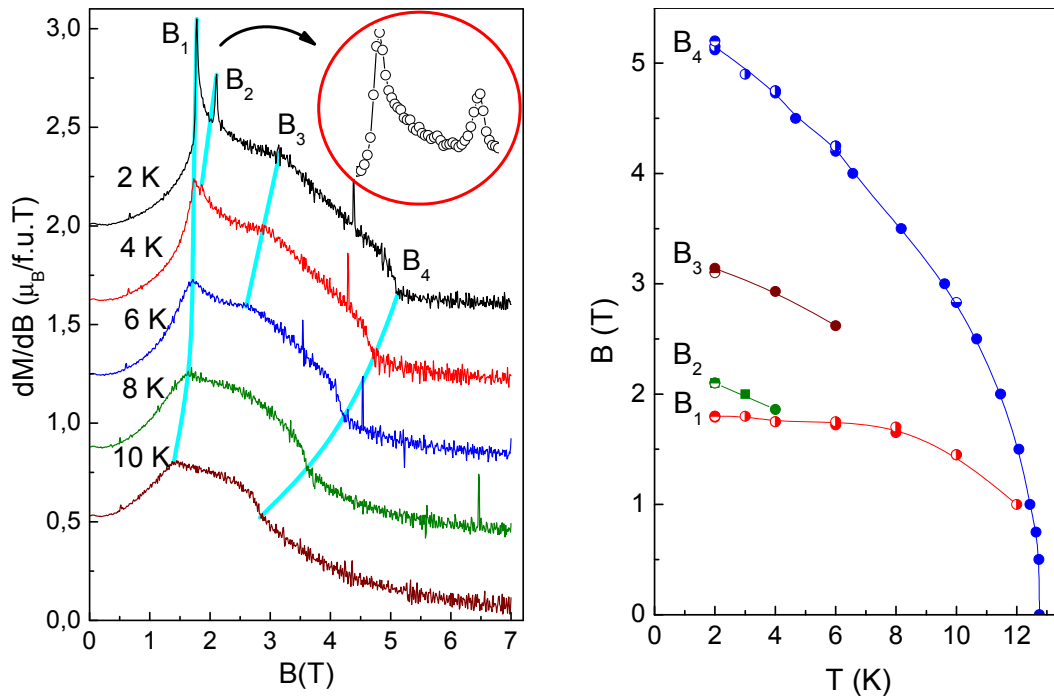 3,0
2,5
2,0
1,5
1,0
0,5
0,0
dM/dB (μB/f.u.T)
B1
B2
B3
B4
2 K
4 K
6 K
8 K
10 K
0 1 2 3 4 5 6 7
B(T)
5
4
3
2
1
0
B (T)
B4
B3
B2
B1
0 2 4 6 8 10 12
T (K)